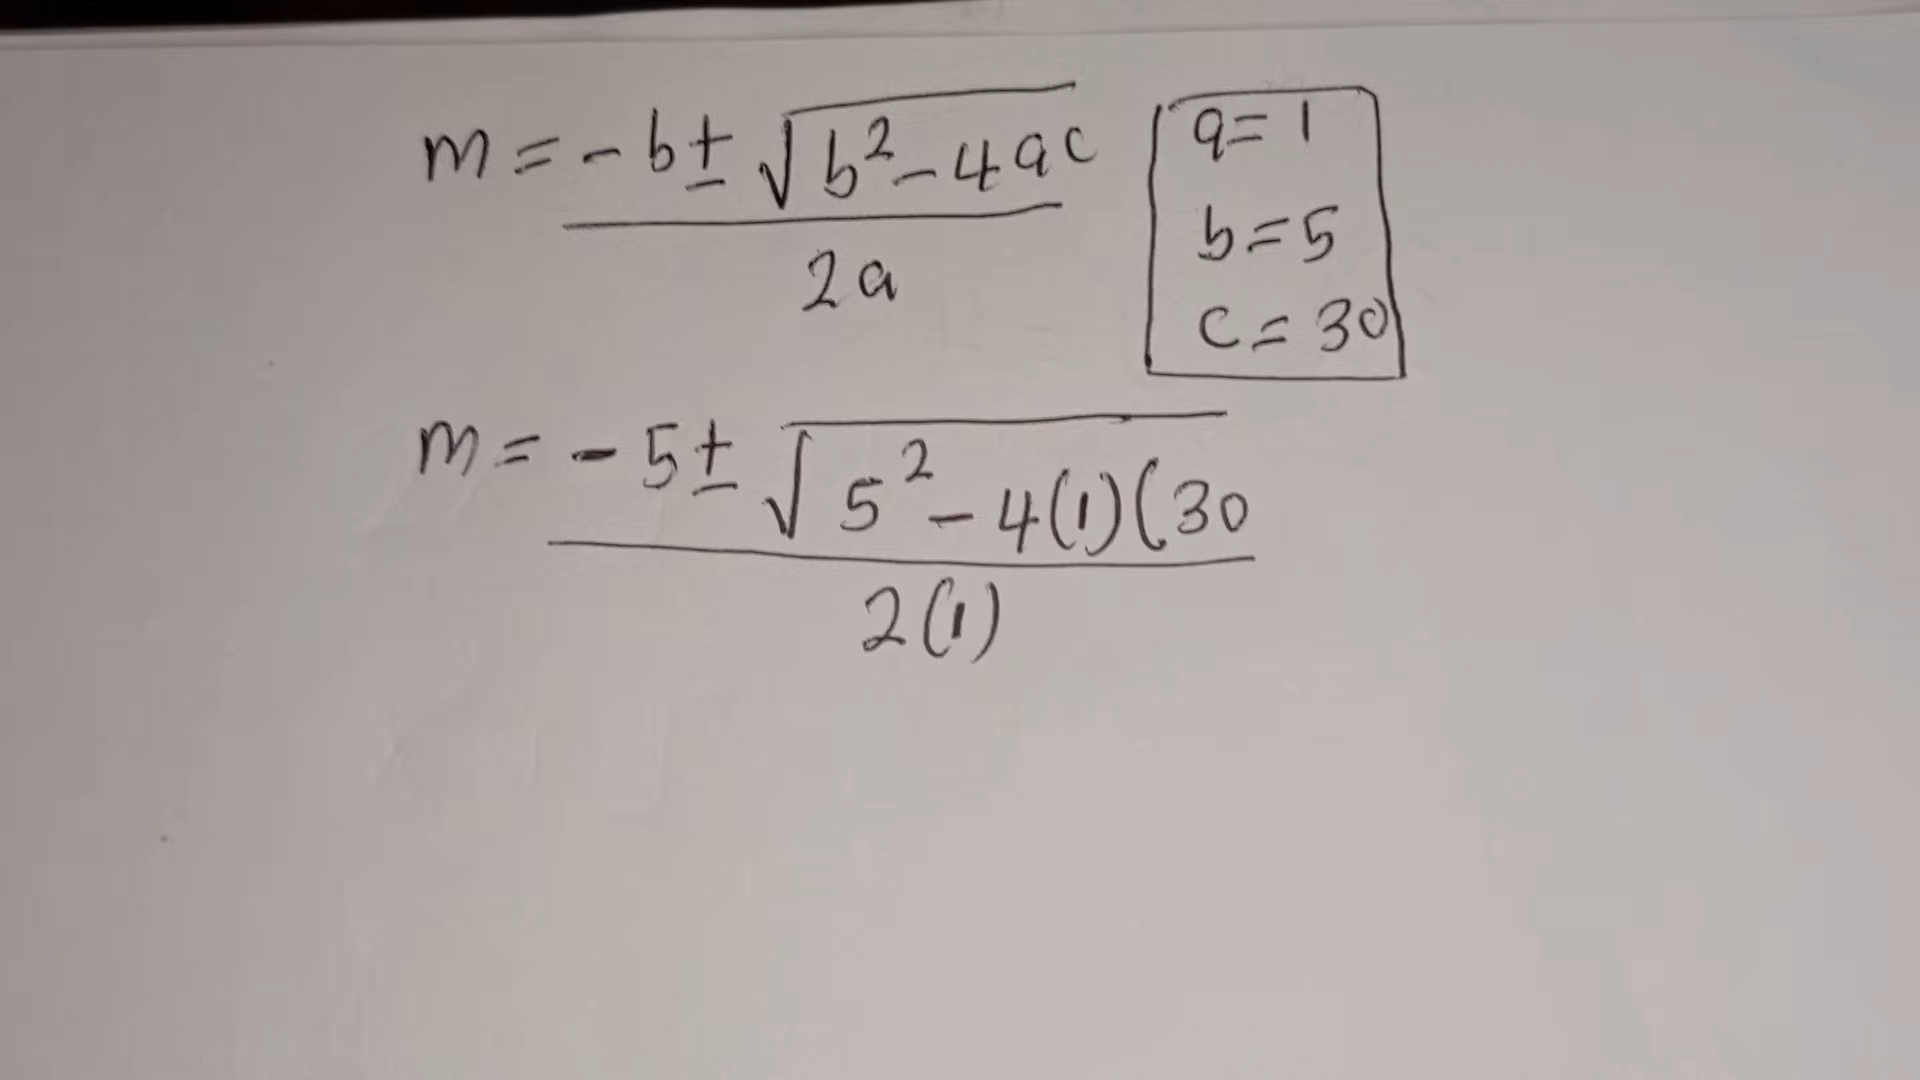 m = -b ± √b² - 4ac
2a
a = 1
b = 5
c = 30
m = -5 ± √5² - 4(1)(30
2(1)